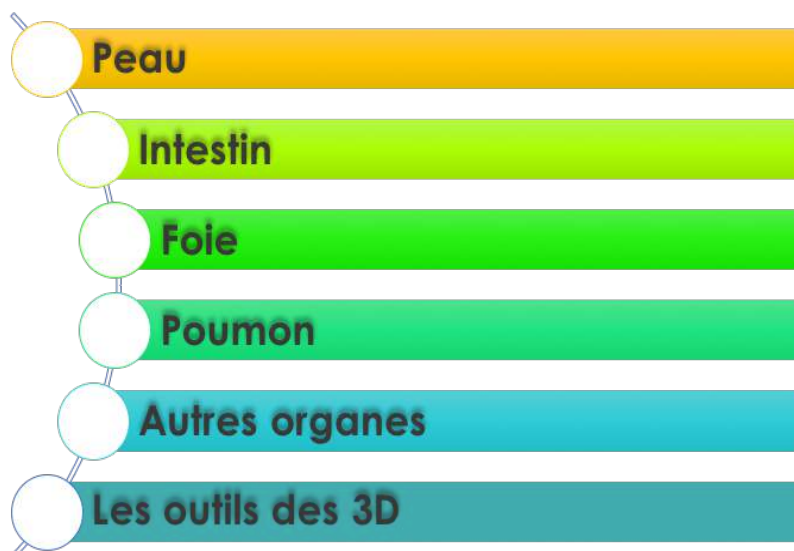 Peau
Intestin
Foie
Poumon
Autres organes
Les outils des 3D